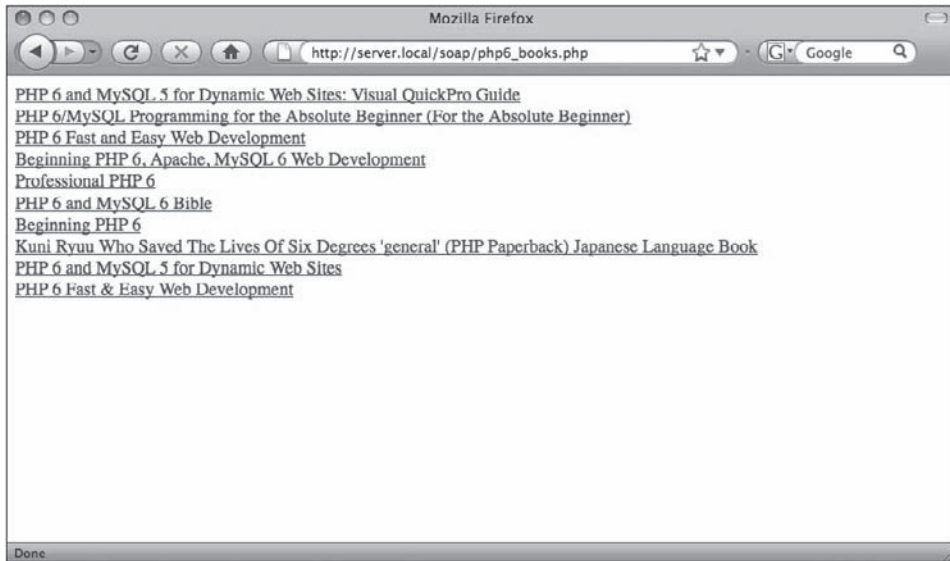 Mozilla Firefox
http://server.local/soap/php6_books.php
G Google
PHP 6 and MySQL 5 for Dynamic Web Sites: Visual QuickPro Guide
PHP 6/MySQL Programming for the Absolute Beginner (For the Absolute Beginner)
PHP 6 Fast and Easy Web Development
Beginning PHP 6, Apache, MySQL 6 Web Development
Professional PHP 6
PHP 6 and MySQL 6 Bible
Beginning PHP 6
Kuni Ryuu Who Saved The Lives Of Six Degrees 'general' (PHP Paperback) Japanese Language Book
PHP 6 and MySQL 5 for Dynamic Web Sites
PHP 6 Fast & Easy Web Development
Done